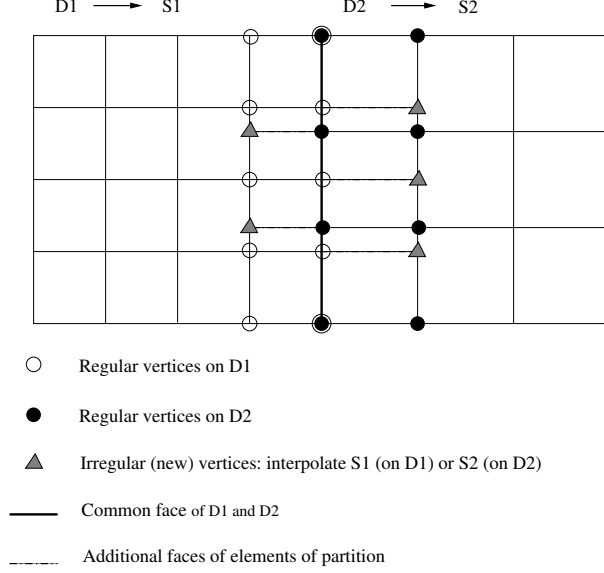 D1 S1 D2 S2
Regular vertices on D1
Regular vertices on D2
Irregular (new) vertices: interpolate S1 (on D1) or S2 (on D2)
Common face of D1 and D2
Additional faces of elements of partition